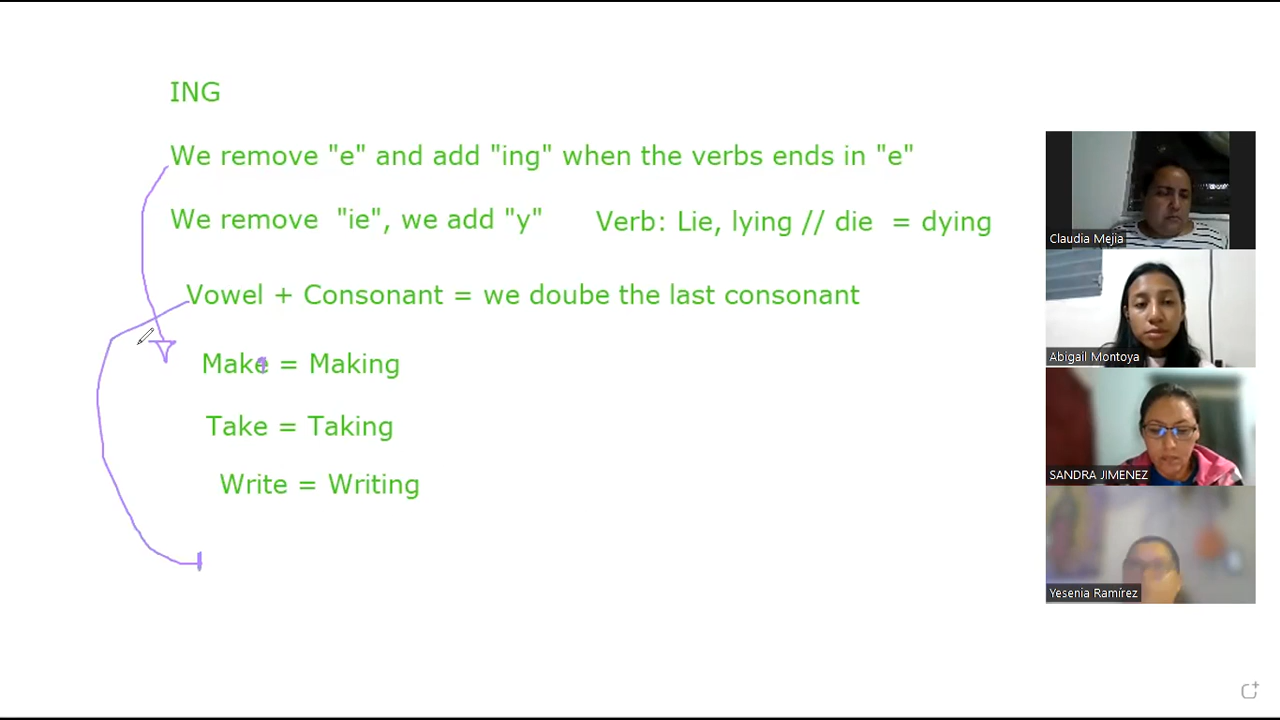 ING
We remove "e" and add "ing" when the verbs ends in "e"
We remove "ie", we add "y" Verb: Lie, lying // die = dying
Vowel + Consonant = we doube the last consonant
Make = Making
Take = Taking
Write = Writing
Claudia Mejia
Abigail Montoya
SANDRA JIMENEZ
Yesenia Ramírez